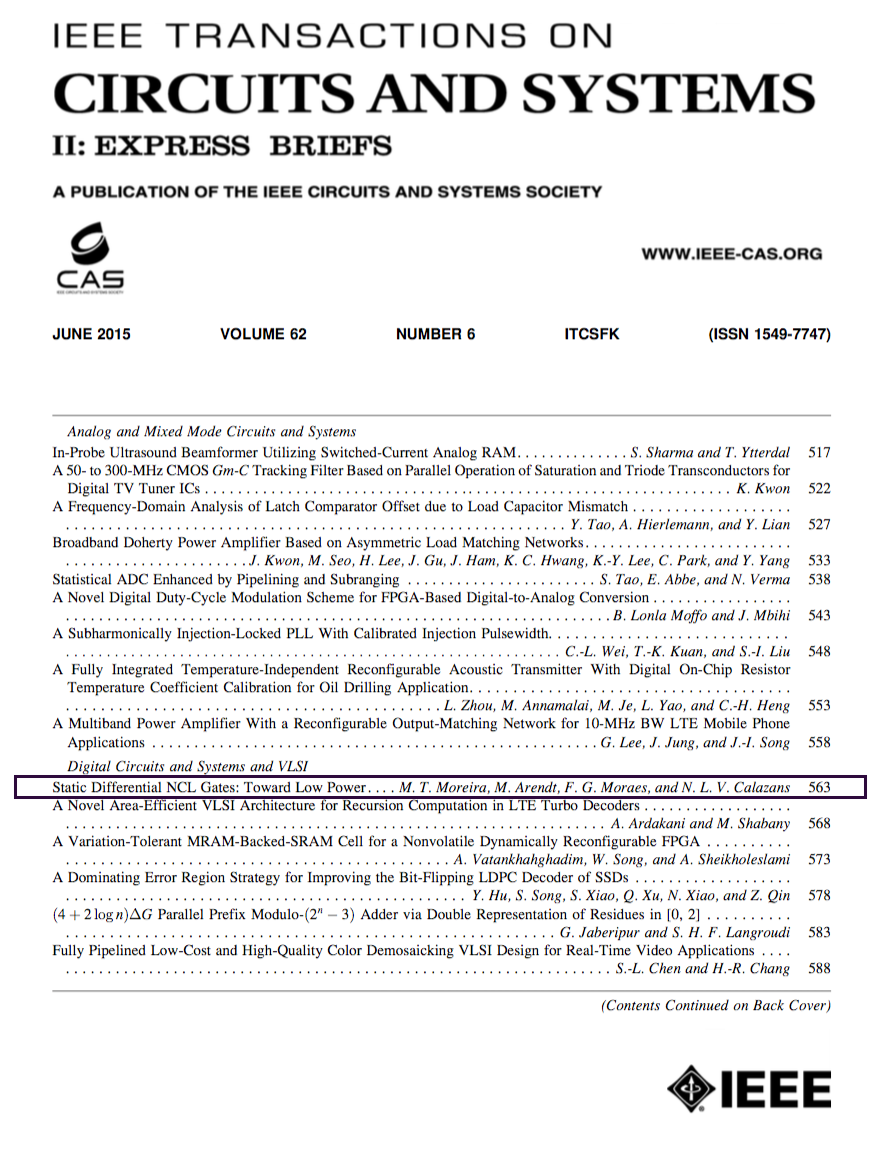 IEEE TRANSACTIONS ON
CIRCUITS AND SYSTEMS
II: EXPRESS BRIEFS
A PUBLICATION OF THE IEEE CIRCUITS AND SYSTEMS SOCIETY
CAS
IEEE CIRCUITS AND SYSTEMS SOCIETY
WWW.IEEE-CAS.ORG
JUNE 2015 VOLUME 62 NUMBER 6 ITCSFK (ISSN 1549-7747)
Analog and Mixed Mode Circuits and Systems
In-Probe Ultrasound Beamformer Utilizing Switched-Current Analog RAM. . . . . . . . . . . . . . S. Sharma and T. Ytterdal 517
A 50- to 300-MHz CMOS Gm-C Tracking Filter Based on Parallel Operation of Saturation and Triode Transconductors for
Digital TV Tuner ICs . . . . . . . . . . . . . . . . . . . . . . . . . . . . . . . . . . . . . . . . K. Kwon 522
A Frequency-Domain Analysis of Latch Comparator Offset due to Load Capacitor Mismatch . . . . . . . . . . . . . . . . . . .
. . . . . . . . . . . . . . . . . . . . . . . . . . . . . . . . . . . . . . . . Y. Tao, A. Hierlemann, and Y. Lian 527
Broadband Doherty Power Amplifier Based on Asymmetric Load Matching Networks. . . . . . . . . . . . . . . . . . . . . . . . .
. . . . . . . . . . . . . . . . . . . . . . J. Kwon, M. Seo, H. Lee, J. Gu, J. Ham, K. C. Hwang, K.-Y. Lee, C. Park, and Y. Yang 533
Statistical ADC Enhanced by Pipelining and Subranging . . . . . . . . . . . . . . . . . . . . . . . S. Tao, E. Abbe, and N. Verma 538
A Novel Digital Duty-Cycle Modulation Scheme for FPGA-Based Digital-to-Analog Conversion . . . . . . . . . . . . . . . . .
. . . . . . . . . . . . . . . . . . . . . . . . . . . . . . . . . . . . . . . . B. Lonla Moffo and J. Mbihi 543
A Subharmonically Injection-Locked PLL With Calibrated Injection Pulsewidth. . . . . . . . . . . . . . . . . . . . . . . . . . . . .
. . . . . . . . . . . . . . . . . . . . . . . . . . . . . . . . . . . . . . . . C.-L. Wei, T.-K. Kuan, and S.-I. Liu 548
A Fully Integrated Temperature-Independent Reconfigurable Acoustic Transmitter With Digital On-Chip Resistor
Temperature Coefficient Calibration for Oil Drilling Application. . . . . . . . . . . . . . . . . . . . . . . . . . . . . . . . . . . . . . .
. . . . . . . . . . . . . . . . . . . . . . . . . . . . . . . . . . . . . . . . L. Zhou, M. Annamalai, M. Je, L. Yao, and C.-H. Heng 553
A Multiband Power Amplifier With a Reconfigurable Output-Matching Network for 10-MHz BW LTE Mobile Phone
Applications . . . . . . . . . . . . . . . . . . . . . . . . . . . . . . . . . . . . . . . . G. Lee, J. Jung, and J.-I. Song 558
Digital Circuits and Systems and VLSI
Static Differential NCL Gates: Toward Low Power. . . . M. T. Moreira, M. Arendt, F. G. Moraes, and N. L. V. Calazans 563
A Novel Area-Efficient VLSI Architecture for Recursion Computation in LTE Turbo Decoders . . . . . . . . . . . . . . . . . .
. . . . . . . . . . . . . . . . . . . . . . . . . . . . . . . . . . . . . . . . A. Ardakani and M. Shabany 568
A Variation-Tolerant MRAM-Backed-SRAM Cell for a Nonvolatile Dynamically Reconfigurable FPGA . . . . . . . . . .
. . . . . . . . . . . . . . . . . . . . . . . . . . . . . . . . . . . . . . . . A. Vatankhahghadim, W. Song, and A. Sheikholeslami 573
A Dominating Error Region Strategy for Improving the Bit-Flipping LDPC Decoder of SSDs . . . . . . . . . . . . . . . . . . .
. . . . . . . . . . . . . . . . . . . . . . . . . . . . . . . . . . . . . . . . Y. Hu, S. Song, S. Xiao, Q. Xu, N. Xiao, and Z. Qin 578
(4 + 2 log n)ΔG Parallel Prefix Modulo-(2ⁿ − 3) Adder via Double Representation of Residues in [0, 2] . . . . . . . . . .
. . . . . . . . . . . . . . . . . . . . . . . . . . . . . . . . . . . . . . . . G. Jaberipur and S. H. F. Langroudi 583
Fully Pipelined Low-Cost and High-Quality Color Demosaicking VLSI Design for Real-Time Video Applications . . . .
. . . . . . . . . . . . . . . . . . . . . . . . . . . . . . . . . . . . . . . . S.-L. Chen and H.-R. Chang 588
(Contents Continued on Back Cover)
IEEE